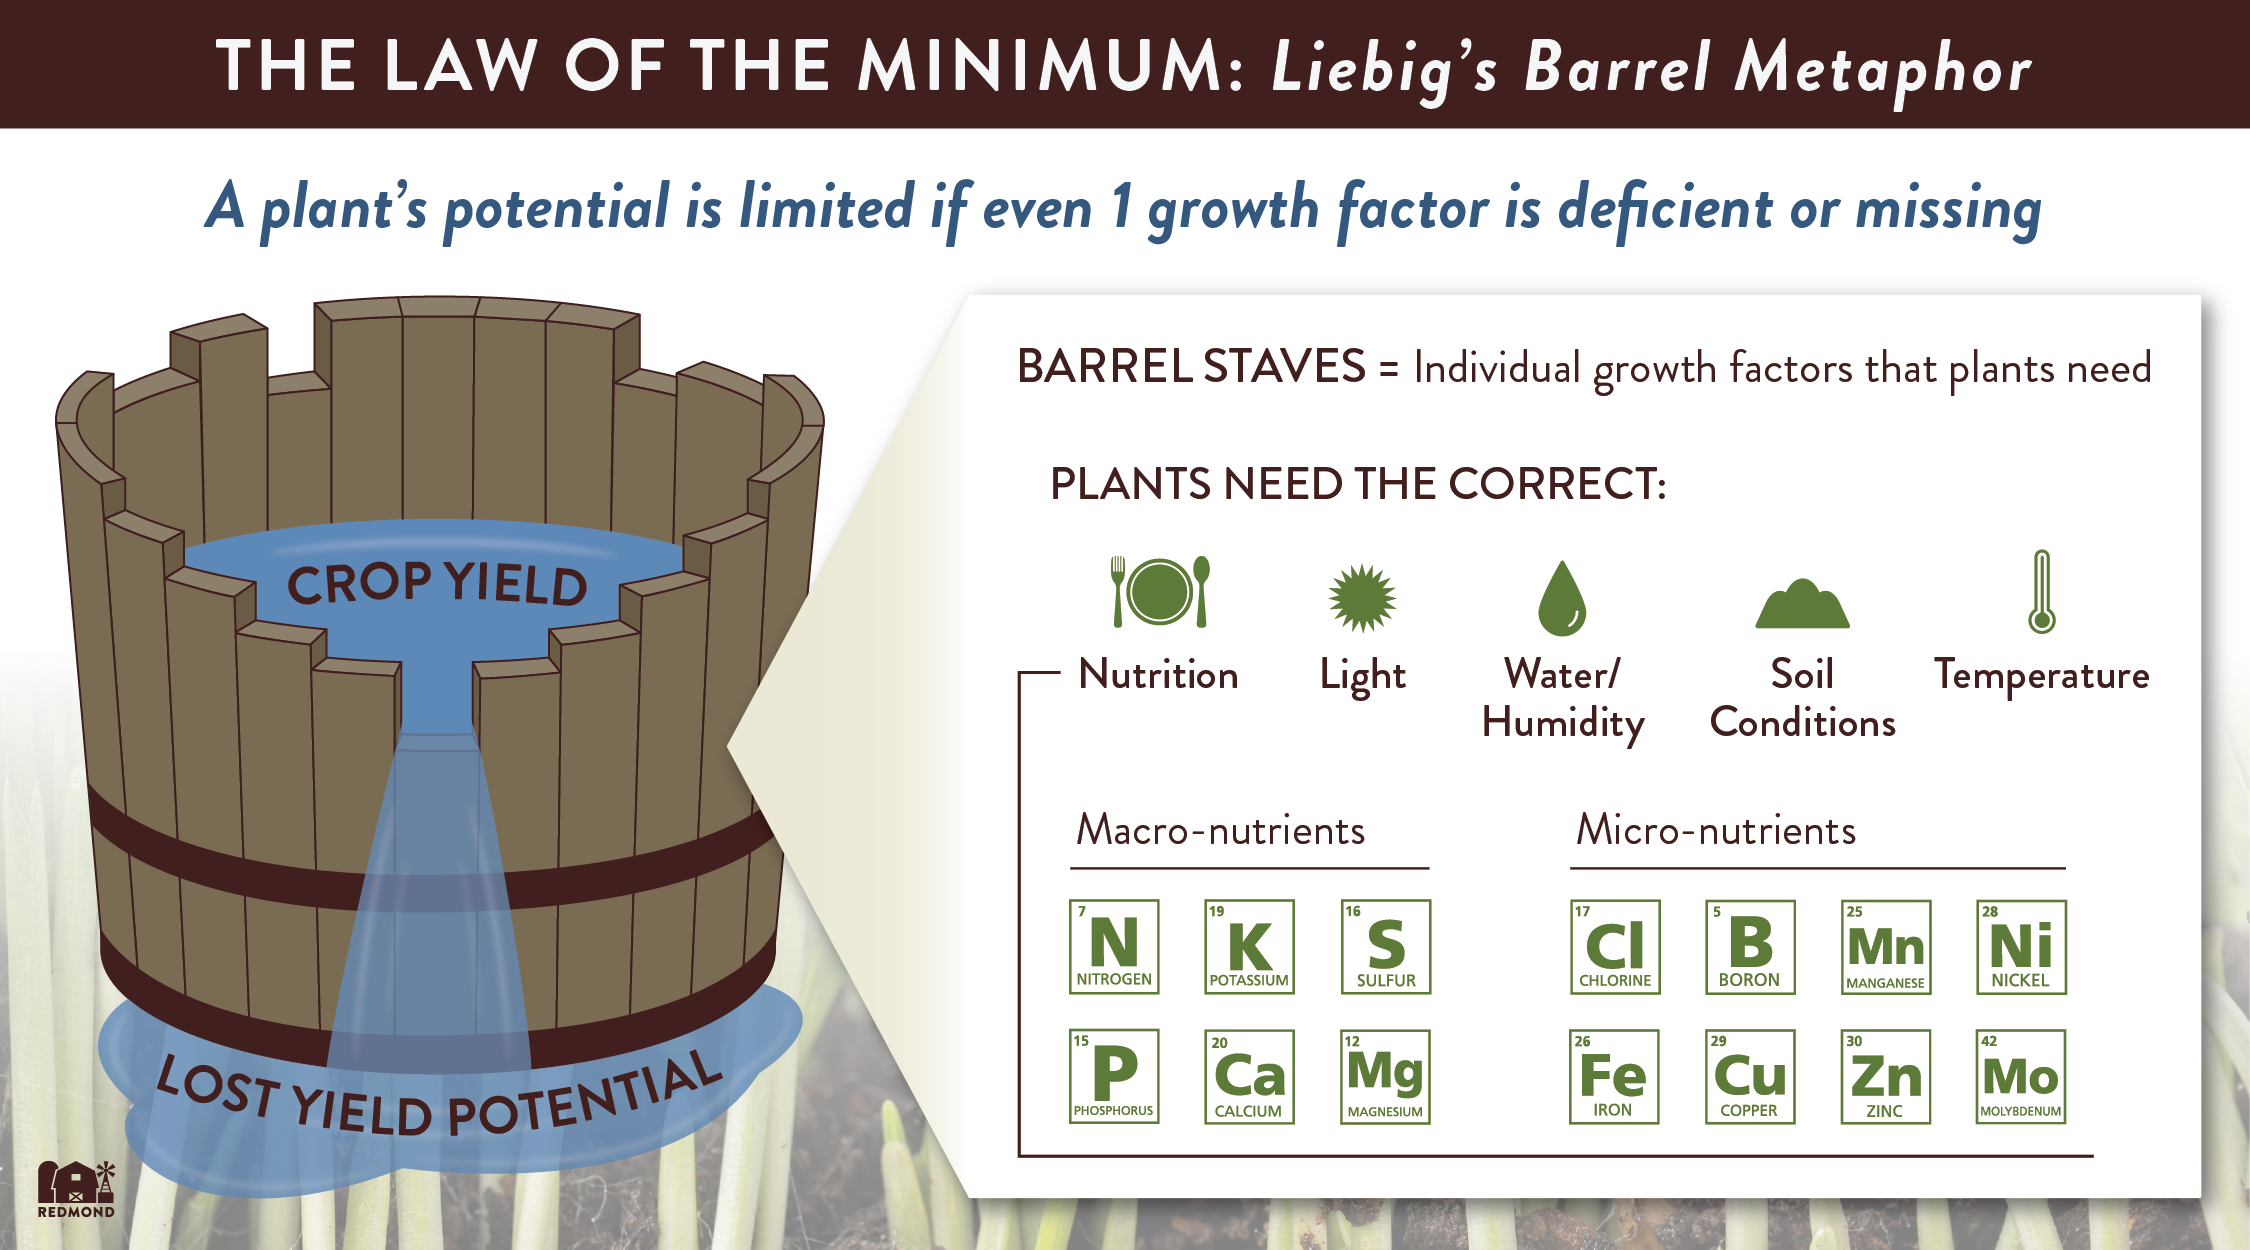 THE LAW OF THE MINIMUM: Liebig's Barrel Metaphor
A plant's potential is limited if even 1 growth factor is deficient or missing
CROP YIELD
LOST YIELD POTENTIAL
REDMOND
BARREL STAVES = Individual growth factors that plants need
PLANTS NEED THE CORRECT:
Nutrition
Light
Water/
Humidity
Soil
Conditions
Temperature
Macro-nutrients
7
N
NITROGEN
19
K
POTASSIUM
16
S
SULFUR
15
P
PHOSPHORUS
20
Ca
CALCIUM
12
Mg
MAGNESIUM
Micro-nutrients
17
Cl
CHLORINE
5
B
BORON
25
Mn
MANGANESE
28
Ni
NICKEL
26
Fe
IRON
29
Cu
COPPER
30
Zn
ZINC
42
Mo
MOLYBDENUM